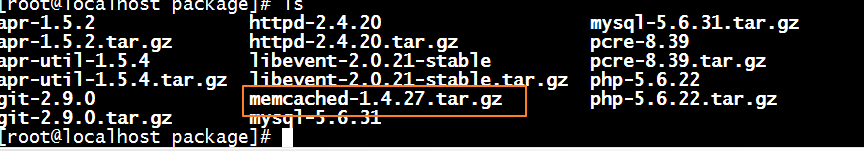 [root@localhost package]# ls
apr-1.5.2 httpd-2.4.20 mysql-5.6.31.tar.gz
apr-1.5.2.tar.gz httpd-2.4.20.tar.gz pcre-8.39
apr-util-1.5.4 libevent-2.0.21-stable pcre-8.39.tar.gz
apr-util-1.5.4.tar.gz libevent-2.0.21-stable.tar.gz php-5.6.22
git-2.9.0 memcached-1.4.27.tar.gz php-5.6.22.tar.gz
git-2.9.0.tar.gz mysql-5.6.31
[root@localhost package]#